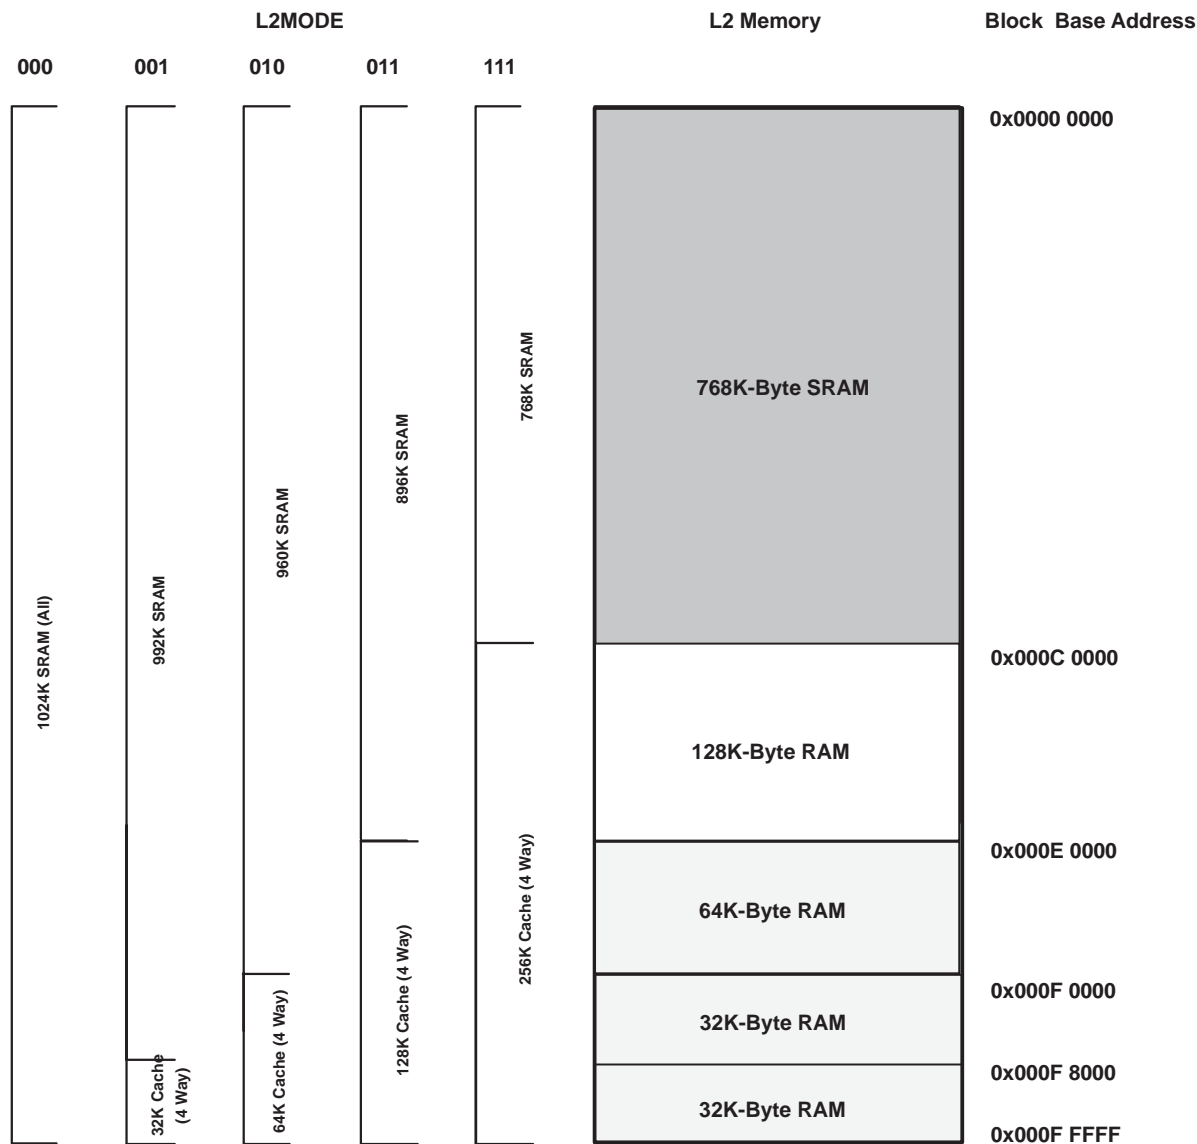 L2MODE
L2 Memory
Block Base Address
000
001
010
011
111
0x0000 0000
768K SRAM
768K-Byte SRAM
896K SRAM
960K SRAM
992K SRAM
1024K SRAM (All)
0x000C 0000
128K-Byte RAM
0x000E 0000
256K Cache (4 Way)
64K-Byte RAM
128K Cache (4 Way)
0x000F 0000
64K Cache (4 Way)
32K-Byte RAM
0x000F 8000
32K Cache
(4 Way)
32K-Byte RAM
0x000F FFFF